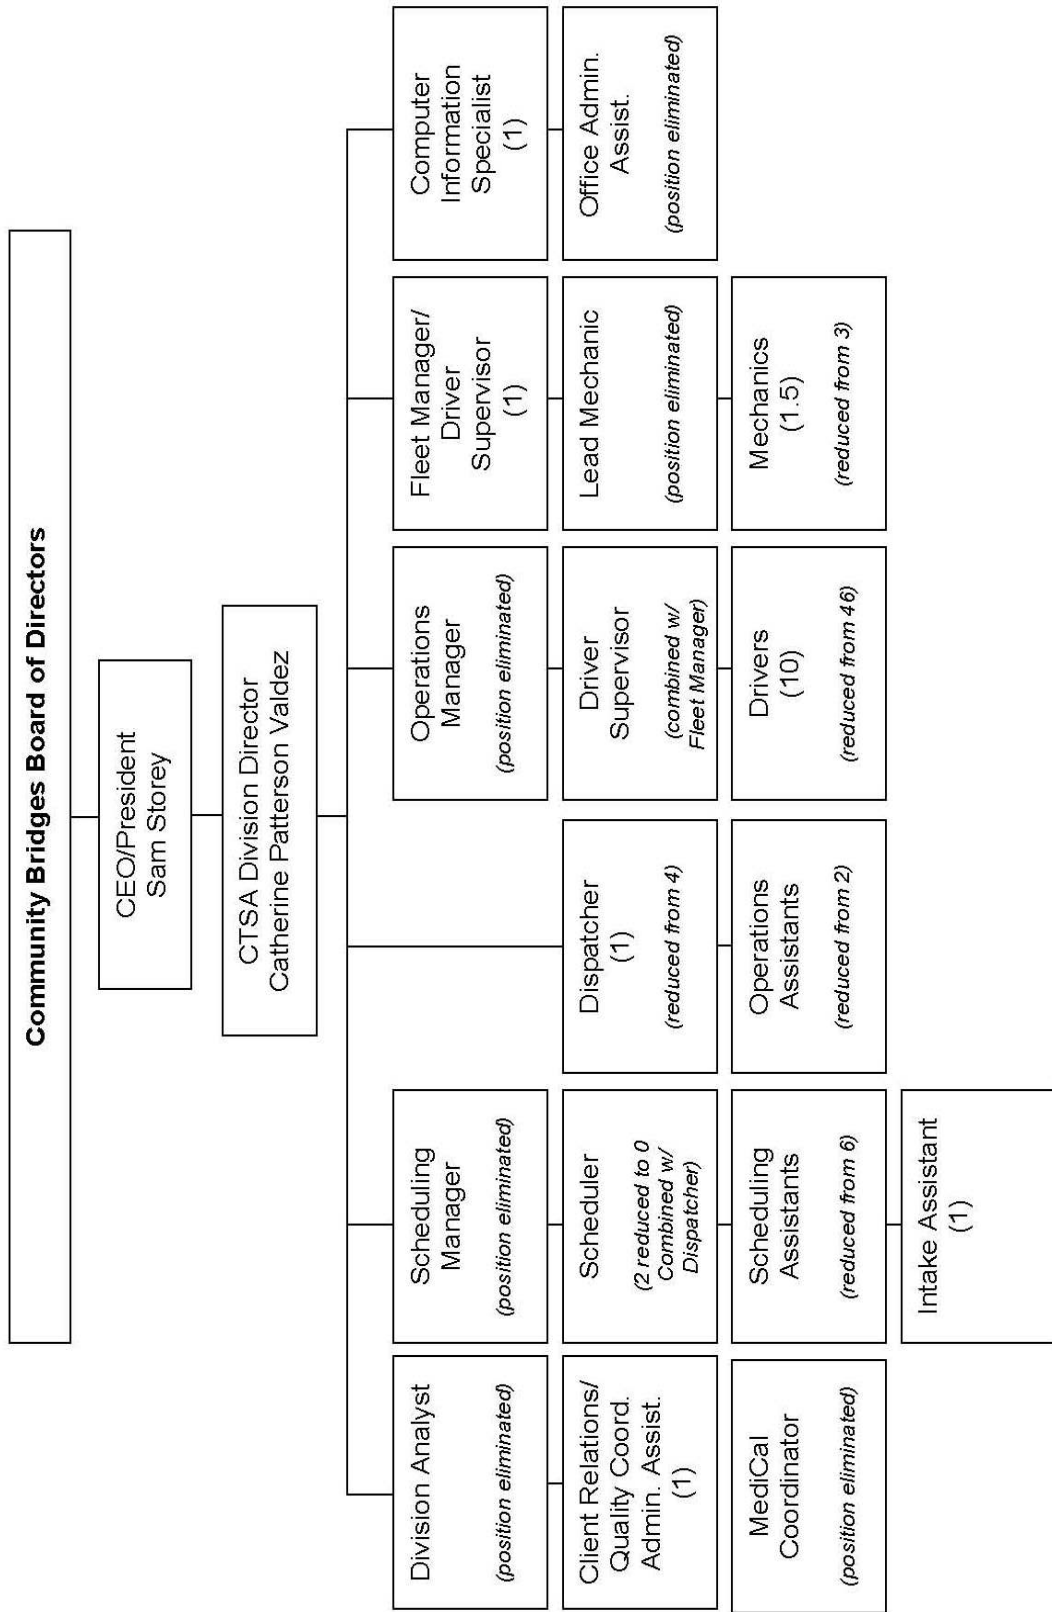 Community Bridges Board of Directors
CEO/President
Sam Storey
CTSA Division Director
Catherine Patterson Valdez
Division Analyst
(position eliminated)
Client Relations/
Quality Coord.
Admin. Assist.
(1)
MediCal
Coordinator
(position eliminated)
Scheduling
Manager
(position eliminated)
Scheduler
(2 reduced to 0
Combined w/
Dispatcher)
Scheduling
Assistants
(reduced from 6)
Intake Assistant
(1)
Dispatcher
(1)
(reduced from 4)
Operations
Assistants
(reduced from 2)
Operations
Manager
(position eliminated)
Driver
Supervisor
(combined w/
Fleet Manager)
Drivers
(10)
(reduced from 46)
Fleet Manager/
Driver
Supervisor
(1)
Lead Mechanic
(position eliminated)
Mechanics
(1.5)
(reduced from 3)
Computer
Information
Specialist
(1)
Office Admin.
Assist.
(position eliminated)